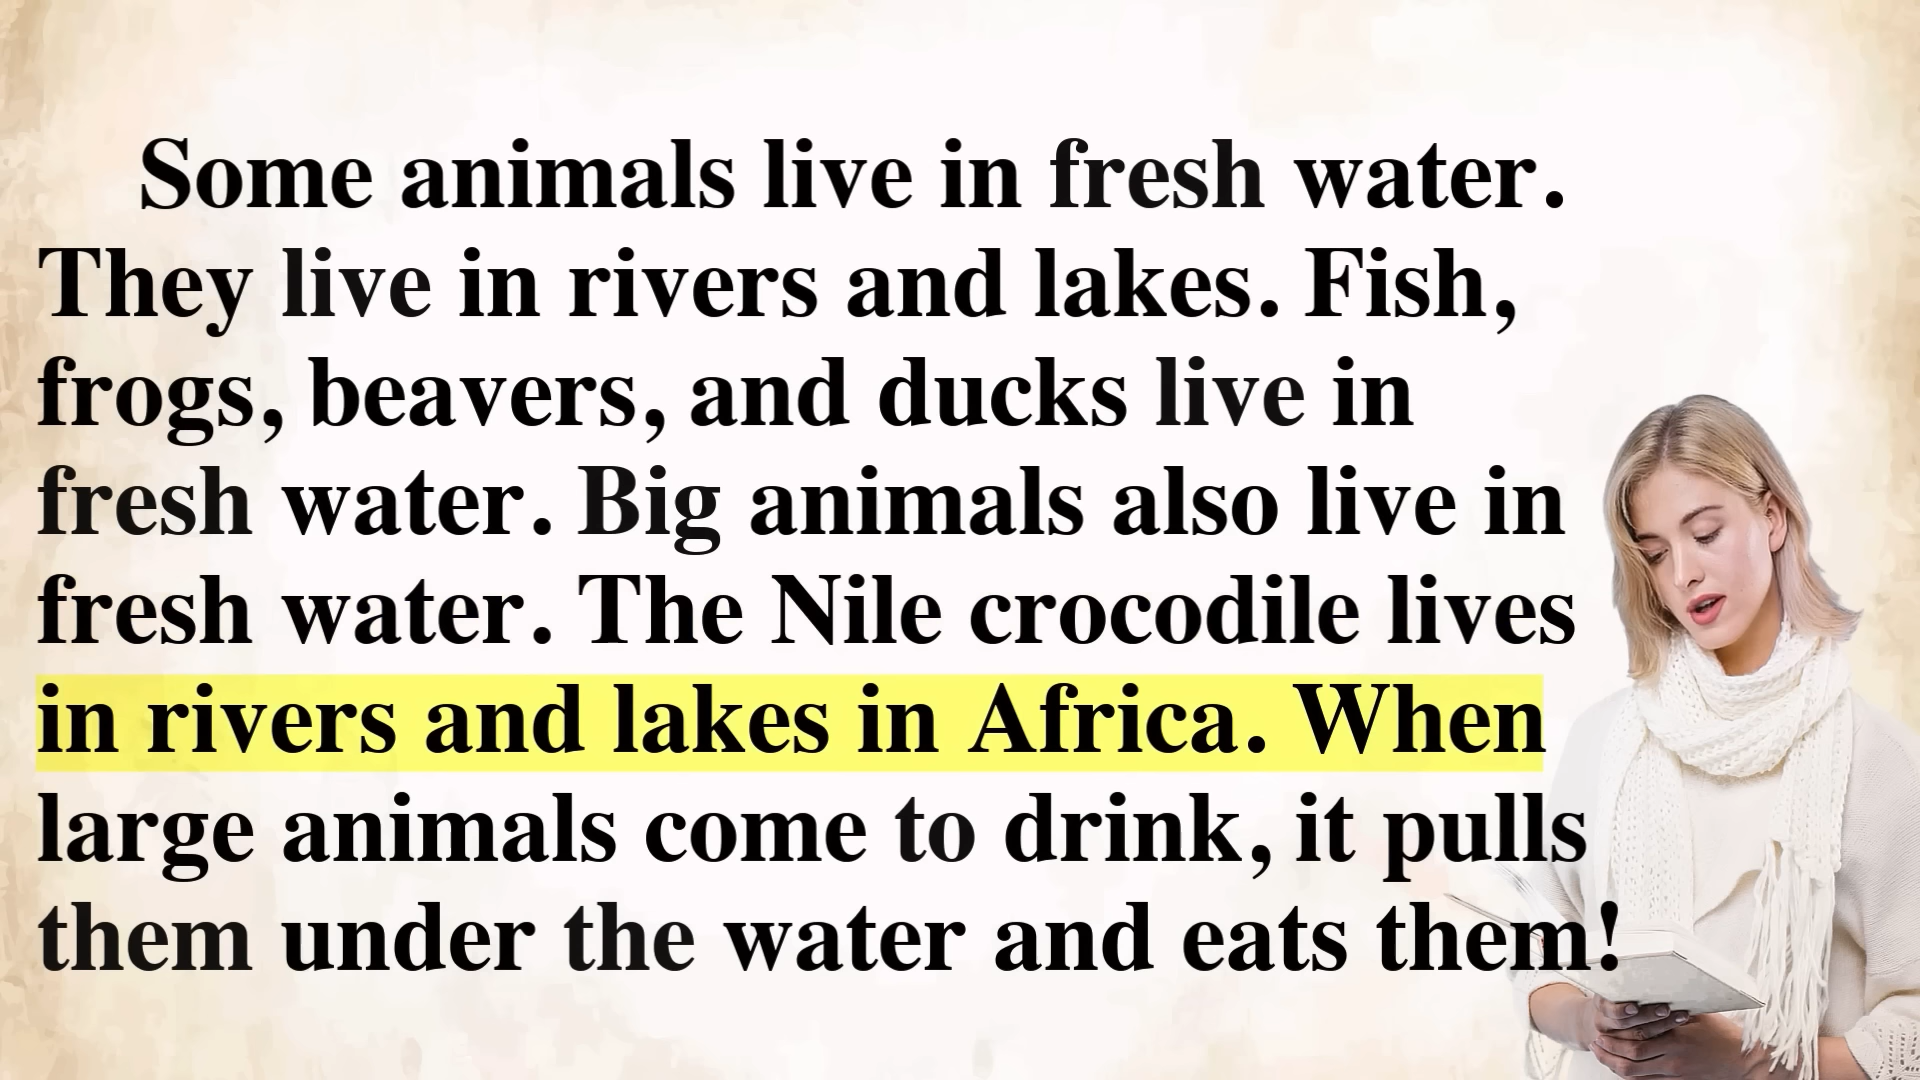 Some animals live in fresh water.
They live in rivers and lakes. Fish,
frogs, beavers, and ducks live in
fresh water. Big animals also live in
fresh water. The Nile crocodile lives
in rivers and lakes in Africa. When
large animals come to drink, it pulls
them under the water and eats them!